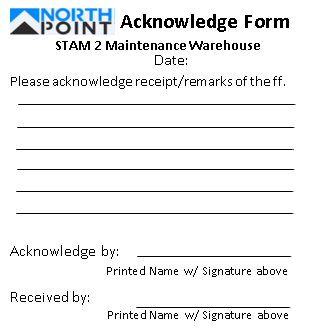 NORTH
POINT
Acknowledge Form
STAM 2 Maintenance Warehouse
Date:
Please acknowledge receipt/remarks of the ff.
Acknowledge by:
Printed Name w/ Signature above
Received by:
Printed Name w/ Signature above